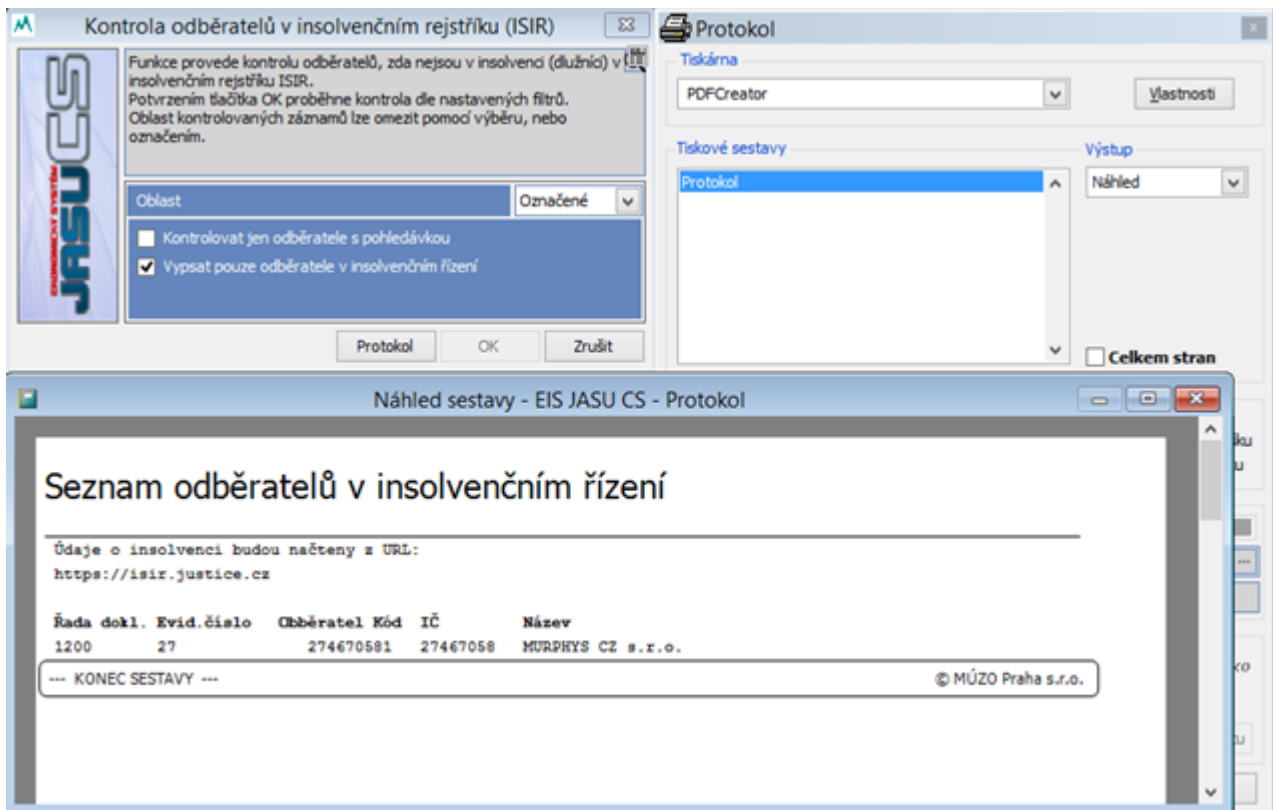 Kontrola odběratelů v insolvenčním rejstříku (ISIR)
Funkce provede kontrolu odběratelů, zda nejsou v insolvenci (dlužníci) v
insolvenčním rejstříku ISIR.
Potvrzením tlačítka OK proběhne kontrola dle nastavených filtrů.
Oblast kontrolovaných záznamů lze omezit pomocí výběru, nebo
označením.
EKONOMICKÝ SYSTÉM
JASU CS
Oblast
Označené
Kontrolovat jen odběratele s pohledávkou
Vypsat pouze odběratele v insolvenčním řízení
Protokol OK Zrušit
Protokol
Tiskárna
PDFCreator
Vlastnosti
Tiskové sestavy
Výstup
Protokol
Náhled
Celkem stran
Náhled sestavy - EIS JASU CS - Protokol
Seznam odběratelů v insolvenčním řízení
Údaje o insolvenci budou načteny z URL:
https://isir.justice.cz
Řada dokl. Evid.číslo Obběratel Kód IČ Název
1200 27 274670581 27467058 MURPHYS CZ s.r.o.
--- KONEC SESTAVY --- © MÚZO Praha s.r.o.